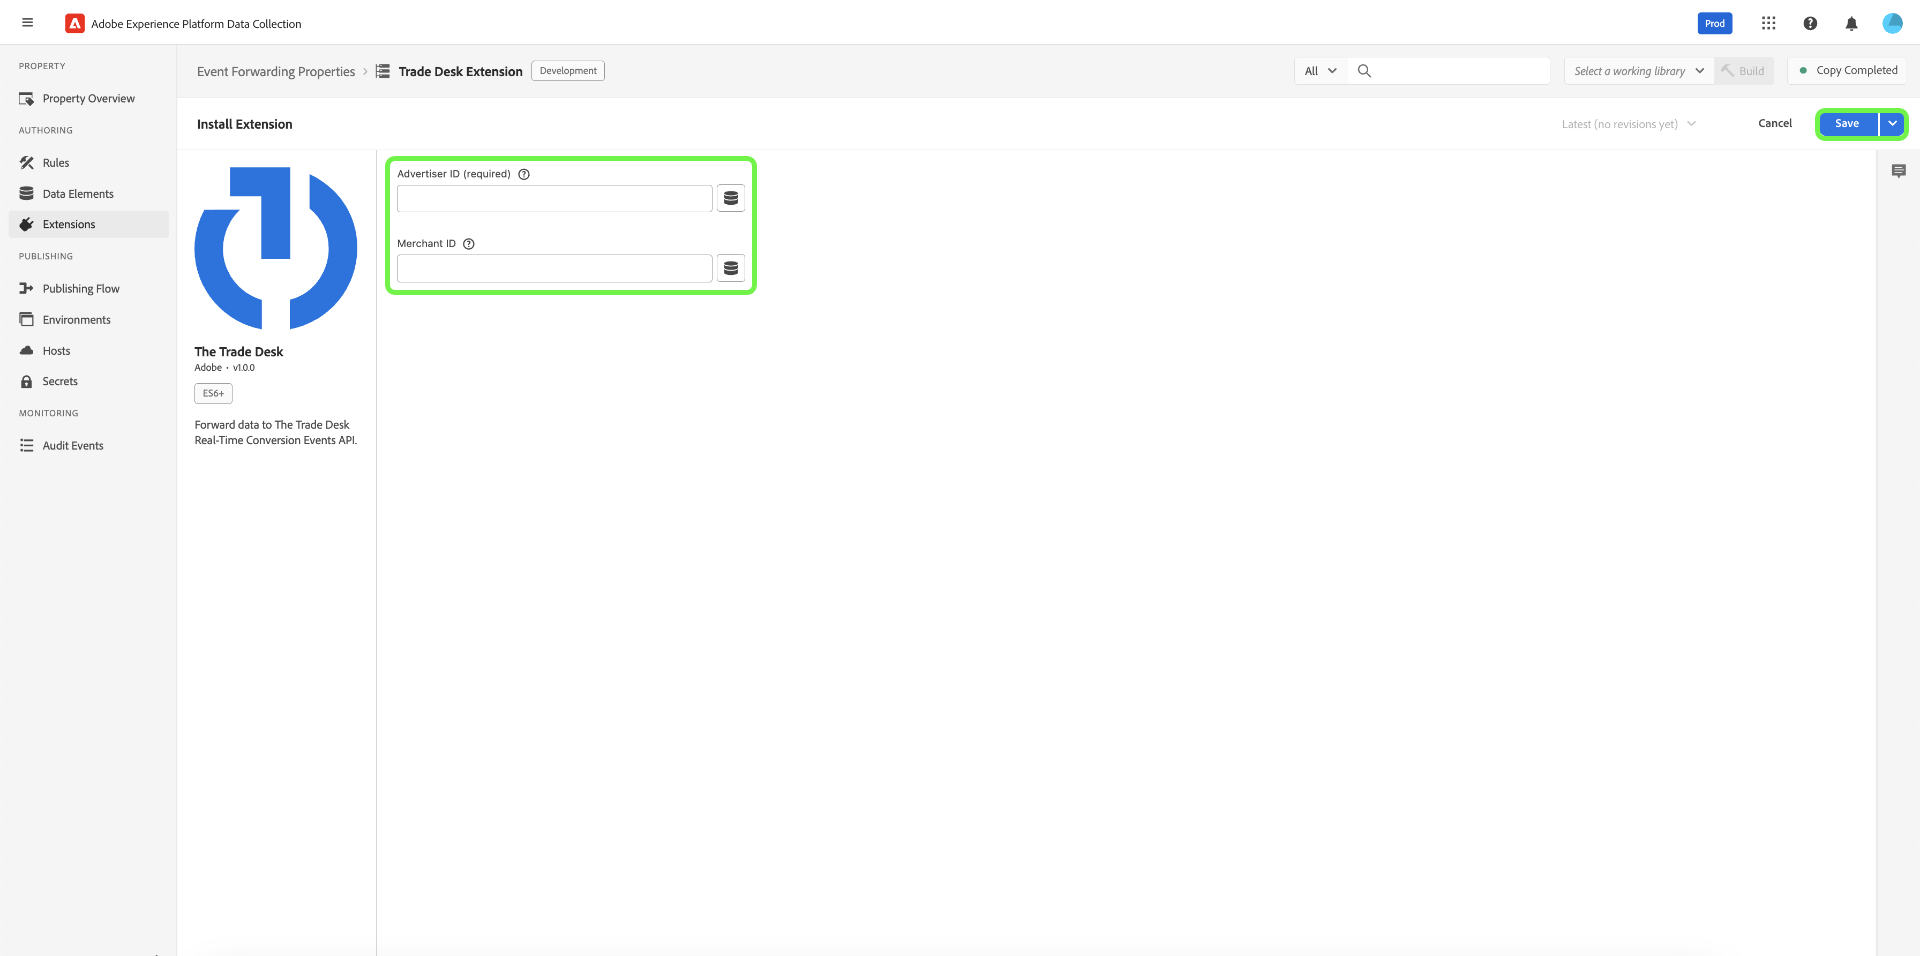 Adobe Experience Platform Data Collection
Prod
PROPERTY
Property Overview
AUTHORING
Rules
Data Elements
Extensions
PUBLISHING
Publishing Flow
Environments
Hosts
Secrets
MONITORING
Audit Events
Event Forwarding Properties › Trade Desk Extension Development
All
Select a working library
Build
Copy Completed
Install Extension
Latest (no revisions yet)
Cancel
Save
The Trade Desk
Adobe • v1.0.0
ES6+
Forward data to The Trade Desk
Real-Time Conversion Events API.
Advertiser ID (required)
Merchant ID